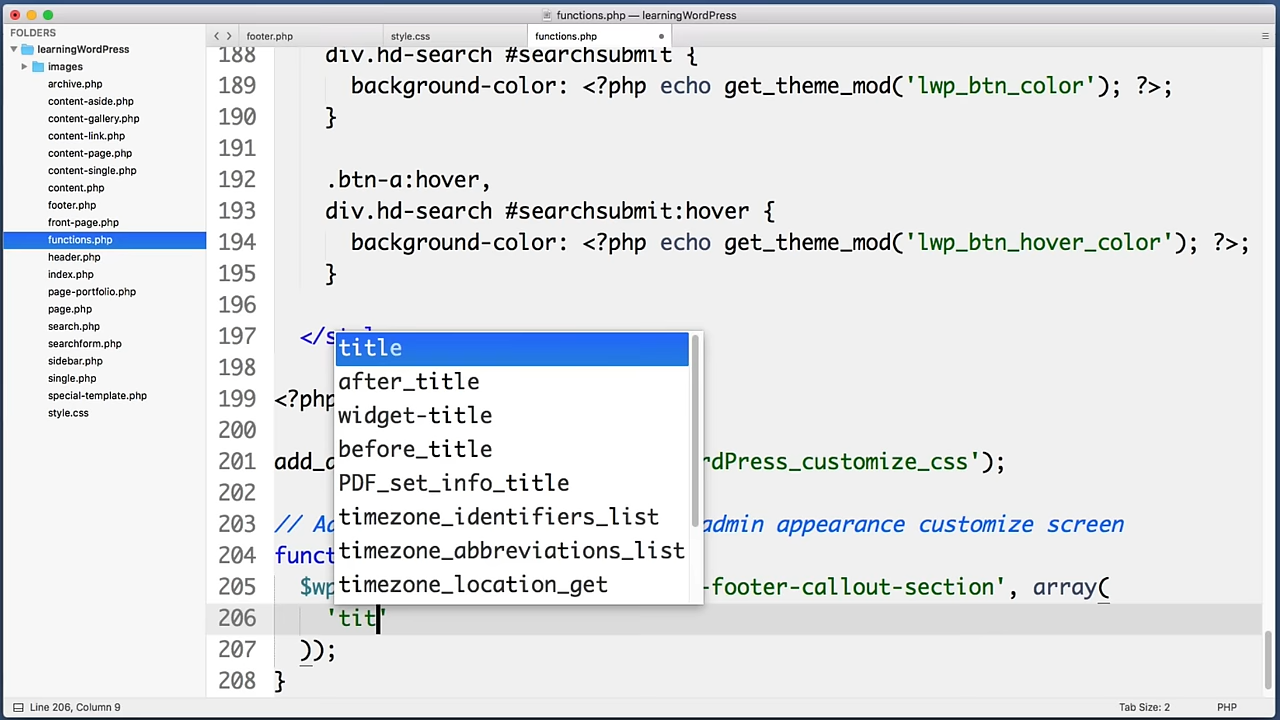 functions.php — learningWordPress
FOLDERS
learningWordPress
images
archive.php
content-aside.php
content-gallery.php
content-link.php
content-page.php
content-single.php
content.php
footer.php
front-page.php
functions.php
header.php
index.php
page-portfolio.php
page.php
search.php
searchform.php
sidebar.php
single.php
special-template.php
style.css
footer.php style.css functions.php
188 div.hd-search #searchsubmit {
189 background-color: <?php echo get_theme_mod('lwp_btn_color'); ?>;
190 }
191
192 .btn-a:hover,
193 div.hd-search #searchsubmit:hover {
194 background-color: <?php echo get_theme_mod('lwp_btn_hover_color'); ?>;
195 }
196
197 </styl
198
199 <?php
200
201 add_a rdPress_customize_css');
202
203 // Ad admin appearance customize screen
204 funct
205 $wp -footer-callout-section', array(
206 'tit'
207 ));
208 }
title
after_title
widget-title
before_title
PDF_set_info_title
timezone_identifiers_list
timezone_abbreviations_list
timezone_location_get
Line 206, Column 9 Tab Size: 2 PHP